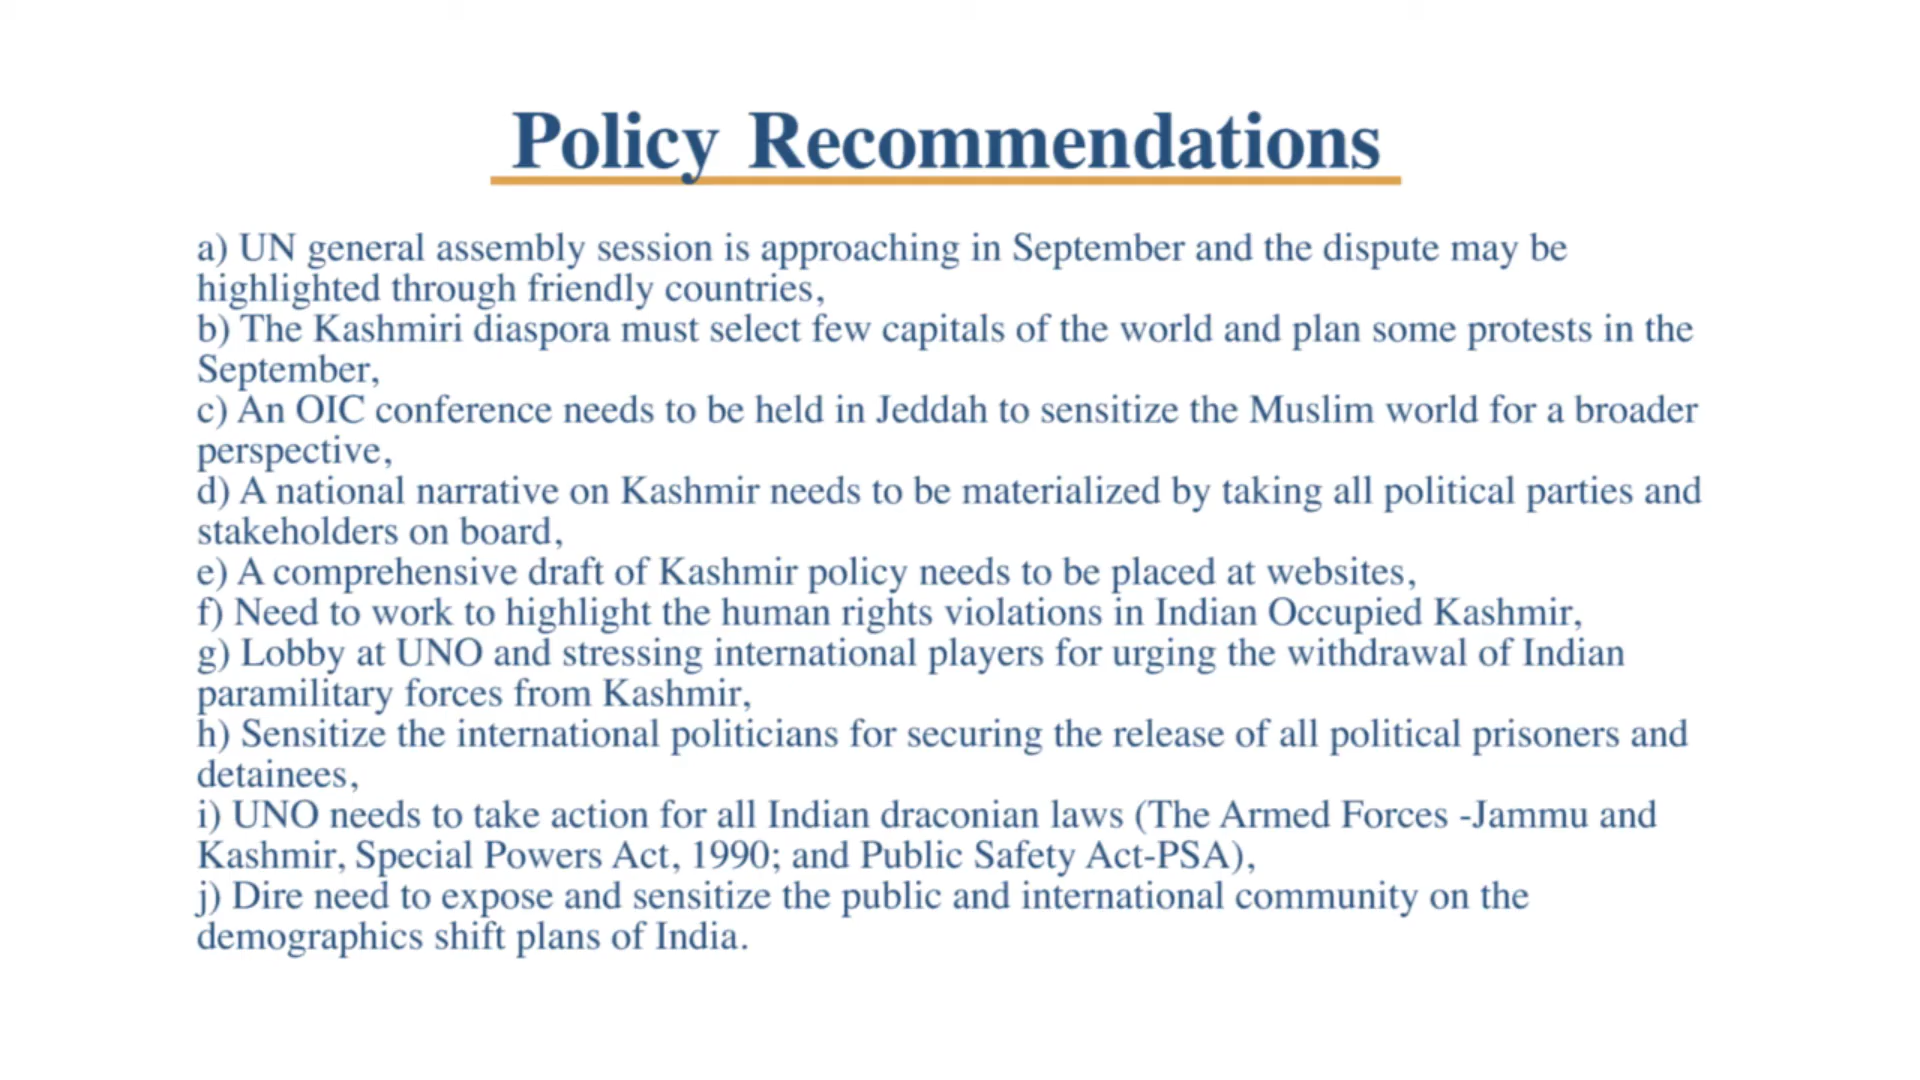 Policy Recommendations
a) UN general assembly session is approaching in September and the dispute may be
highlighted through friendly countries,
b) The Kashmiri diaspora must select few capitals of the world and plan some protests in the
September,
c) An OIC conference needs to be held in Jeddah to sensitize the Muslim world for a broader
perspective,
d) A national narrative on Kashmir needs to be materialized by taking all political parties and
stakeholders on board,
e) A comprehensive draft of Kashmir policy needs to be placed at websites,
f) Need to work to highlight the human rights violations in Indian Occupied Kashmir,
g) Lobby at UNO and stressing international players for urging the withdrawal of Indian
paramilitary forces from Kashmir,
h) Sensitize the international politicians for securing the release of all political prisoners and
detainees,
i) UNO needs to take action for all Indian draconian laws (The Armed Forces -Jammu and
Kashmir, Special Powers Act, 1990; and Public Safety Act-PSA),
j) Dire need to expose and sensitize the public and international community on the
demographics shift plans of India.